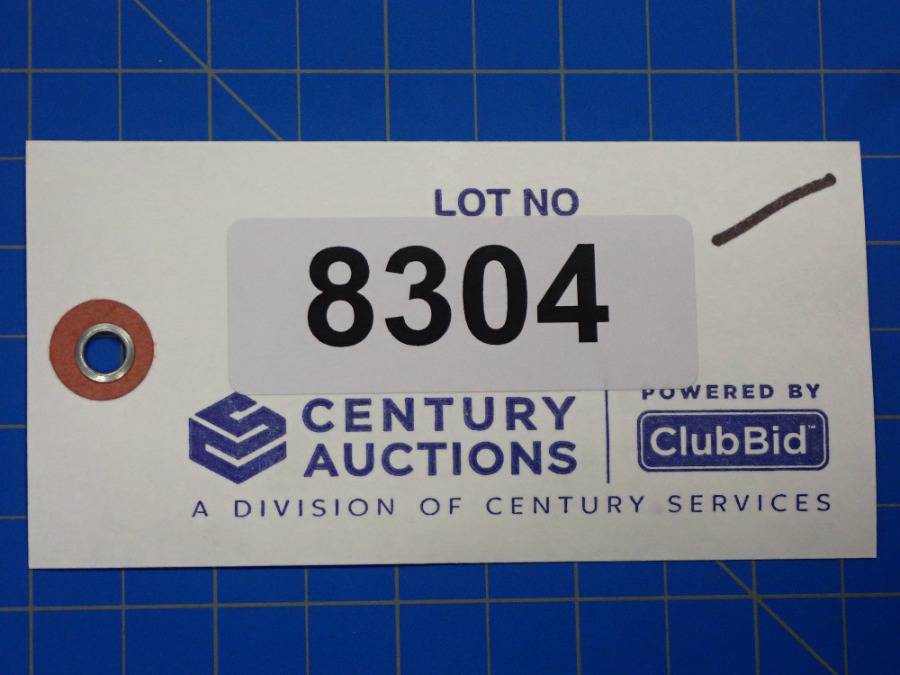 LOT NO
8304
CENTURY
AUCTIONS
POWERED BY
ClubBid™
A DIVISION OF CENTURY SERVICES